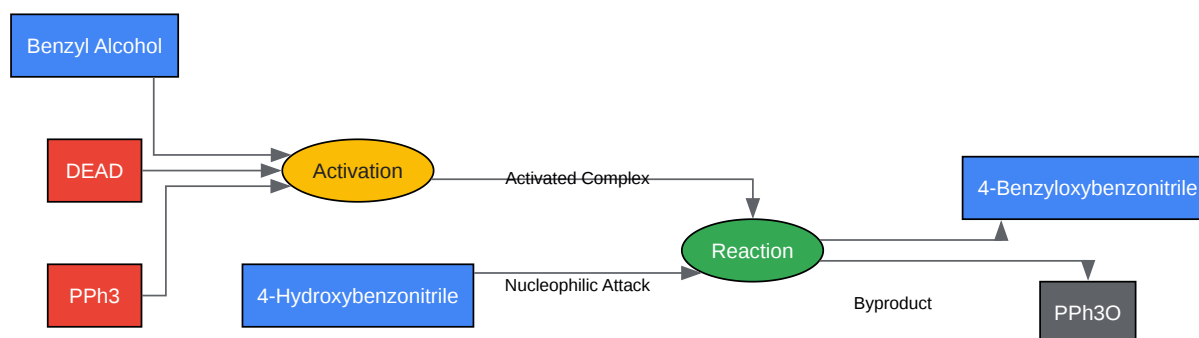 Benzyl Alcohol
DEAD
Activation
Activated Complex
4-Benzyloxybenzonitrile
Reaction
PPh3
4-Hydroxybenzonitrile
Nucleophilic Attack
Byproduct
PPh3O